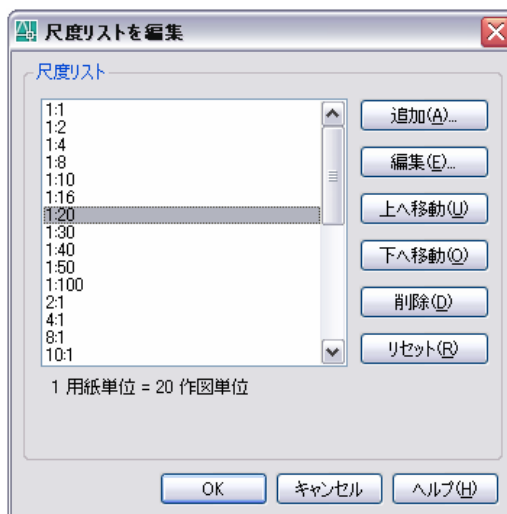 尺度リストを編集
尺度リスト
1:1
1:2
1:4
1:8
1:10
1:16
1:20
1:30
1:40
1:50
1:100
2:1
4:1
8:1
10:1
追加(A)...
編集(E)...
上へ移動(U)
下へ移動(O)
削除(D)
リセット(R)
1 用紙単位 = 20 作図単位
OK
キャンセル
ヘルプ(H)